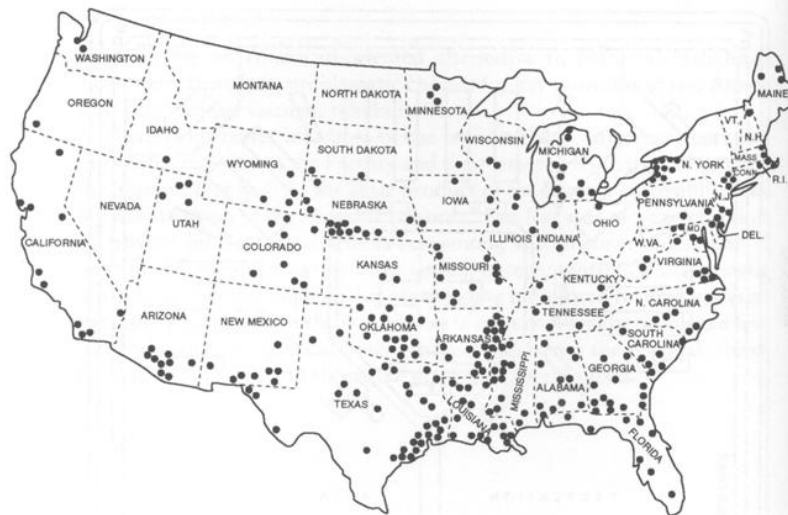 WASHINGTON
MONTANA
NORTH DAKOTA
MINNESOTA
MAINE
OREGON
IDAHO
WYOMING
SOUTH DAKOTA
WISCONSIN
MICHIGAN
VT.
N.H.
MASS.
CONN.
R.I.
N. YORK
NEVADA
UTAH
NEBRASKA
IOWA
PENNSYLVANIA
N.J.
OHIO
ILLINOIS
INDIANA
MD.
DEL.
W.VA.
CALIFORNIA
COLORADO
KANSAS
MISSOURI
KENTUCKY
VIRGINIA
N. CAROLINA
ARIZONA
NEW MEXICO
OKLAHOMA
ARKANSAS
TENNESSEE
SOUTH
CAROLINA
MISSISSIPPI
ALABAMA
GEORGIA
TEXAS
LOUISIANA
FLORIDA